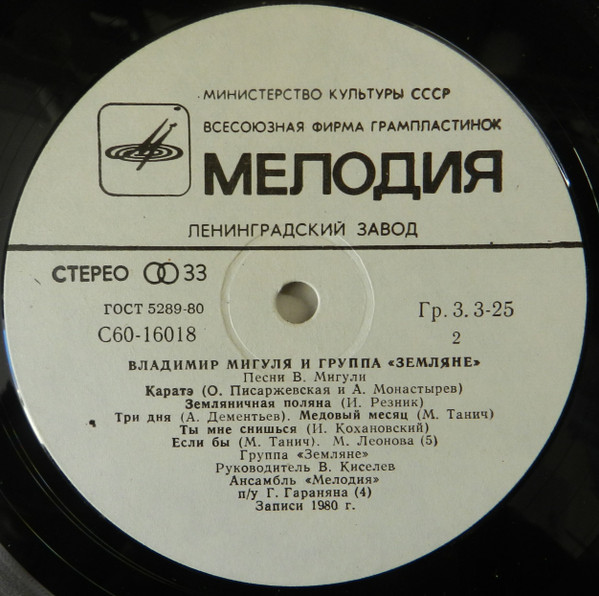 МИНИСТЕРСТВО КУЛЬТУРЫ СССР
ВСЕСОЮЗНАЯ ФИРМА ГРАМПЛАСТИНОК
МЕЛОДИЯ
ЛЕНИНГРАДСКИЙ ЗАВОД
СТЕРЕО 33
ГОСТ 5289-80
С60-16018
Гр. 3. 3-25
2
ВЛАДИМИР МИГУЛЯ И ГРУППА «ЗЕМЛЯНЕ»
Песни В. Мигули
Каратэ (О. Писаржевская и А. Монастырев)
Земляничная поляна (И. Резник)
Три дня (А. Дементьев). Медовый месяц (М. Танич)
Ты мне снишься (И. Кохановский)
Если бы (М. Танич). М. Леонова (5)
Группа «Земляне»
Руководитель В. Киселев
Ансамбль «Мелодия»
п/у Г. Гараняна (4)
Записи 1980 г.